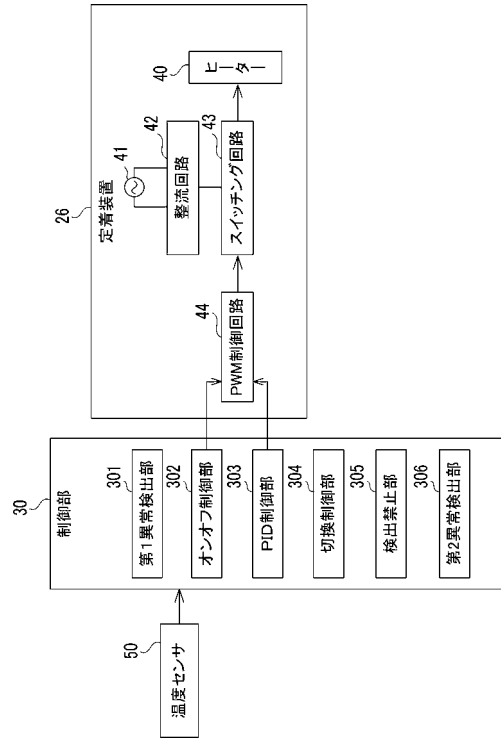 50
温度センサ
30
制御部
301
第1異常検出部
302
オンオフ制御部
303
PID制御部
304
切換制御部
305
検出禁止部
306
第2異常検出部
26
定着装置
44
PWM制御回路
41
42
整流回路
43
スイッチング回路
40
ヒーター